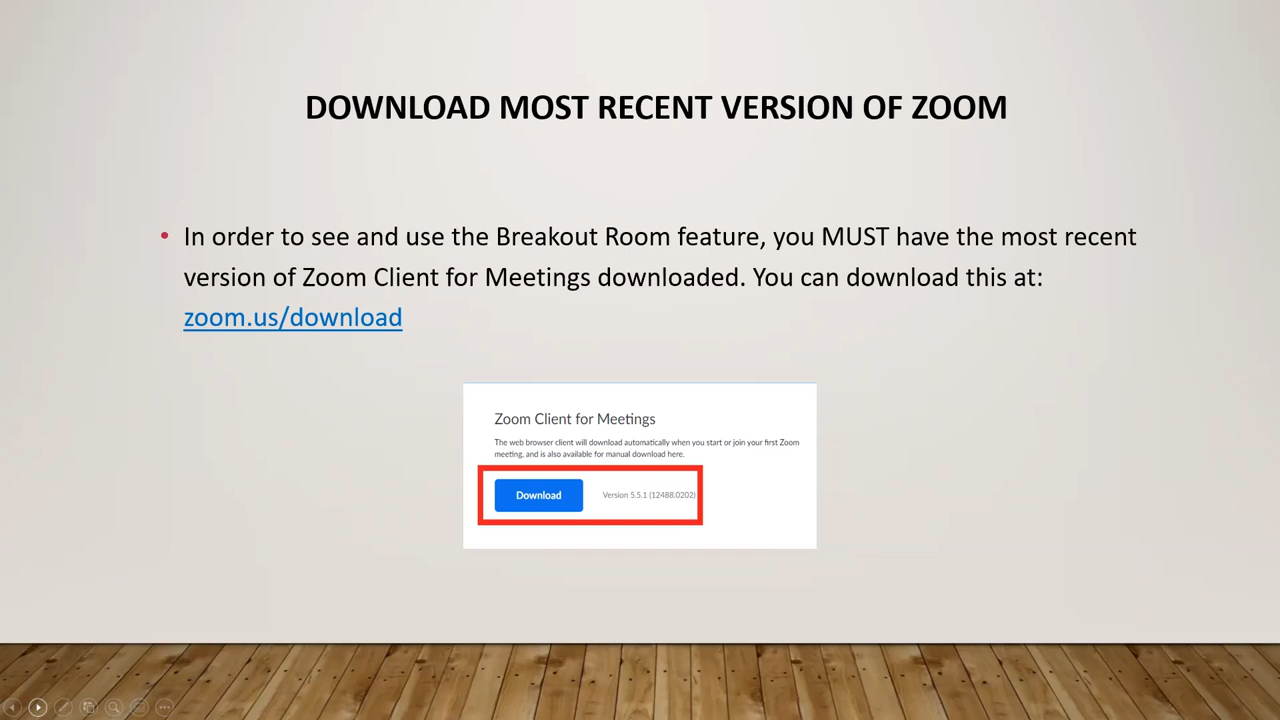 DOWNLOAD MOST RECENT VERSION OF ZOOM
• In order to see and use the Breakout Room feature, you MUST have the most recent
version of Zoom Client for Meetings downloaded. You can download this at:
zoom.us/download
Zoom Client for Meetings
The web browser client will download automatically when you start or join your first Zoom
meeting, and is also available for manual download here.
Download Version 5.5.1 (12488.0202)